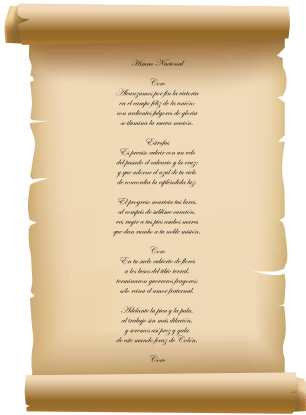 Himno Nacional
Coro
Alcanzamos por fin la victoria
en el campo feliz de la unión;
con ardientes fulgores de gloria
se ilumina la nueva nación.
Estrofas
Es preciso cubrir con un velo
del pasado el calvario y la cruz;
y que adorne el azul de tu cielo
de concordia la espléndida luz.
El progreso acaricia tus lares.
al compás de sublime canción,
ves rugir a tus pies ambos mares
que dan rumbo a tu noble misión.
Coro
En tu suelo cubierto de flores
a los besos del tibio terral.
terminaron guerreros fragores;
sólo reina el amor fraternal.
Adelante la pica y la pala,
al trabajo sin más dilación,
y seremos así prez y gala
de este mundo feraz de Colón.
Coro